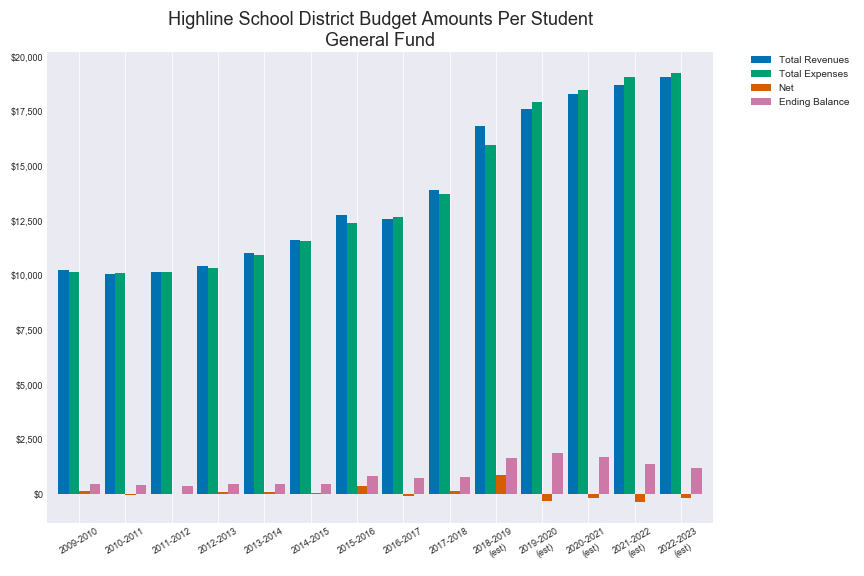 Highline School District Budget Amounts Per Student
General Fund
Total Revenues
Total Expenses
Net
Ending Balance
$20,000
$17,500
$15,000
$12,500
$10,000
$7,500
$5,000
$2,500
$0
2009-2010
2010-2011
2011-2012
2012-2013
2013-2014
2014-2015
2015-2016
2016-2017
2017-2018
2018-2019
(est)
2019-2020
(est)
2020-2021
(est)
2021-2022
(est)
2022-2023
(est)